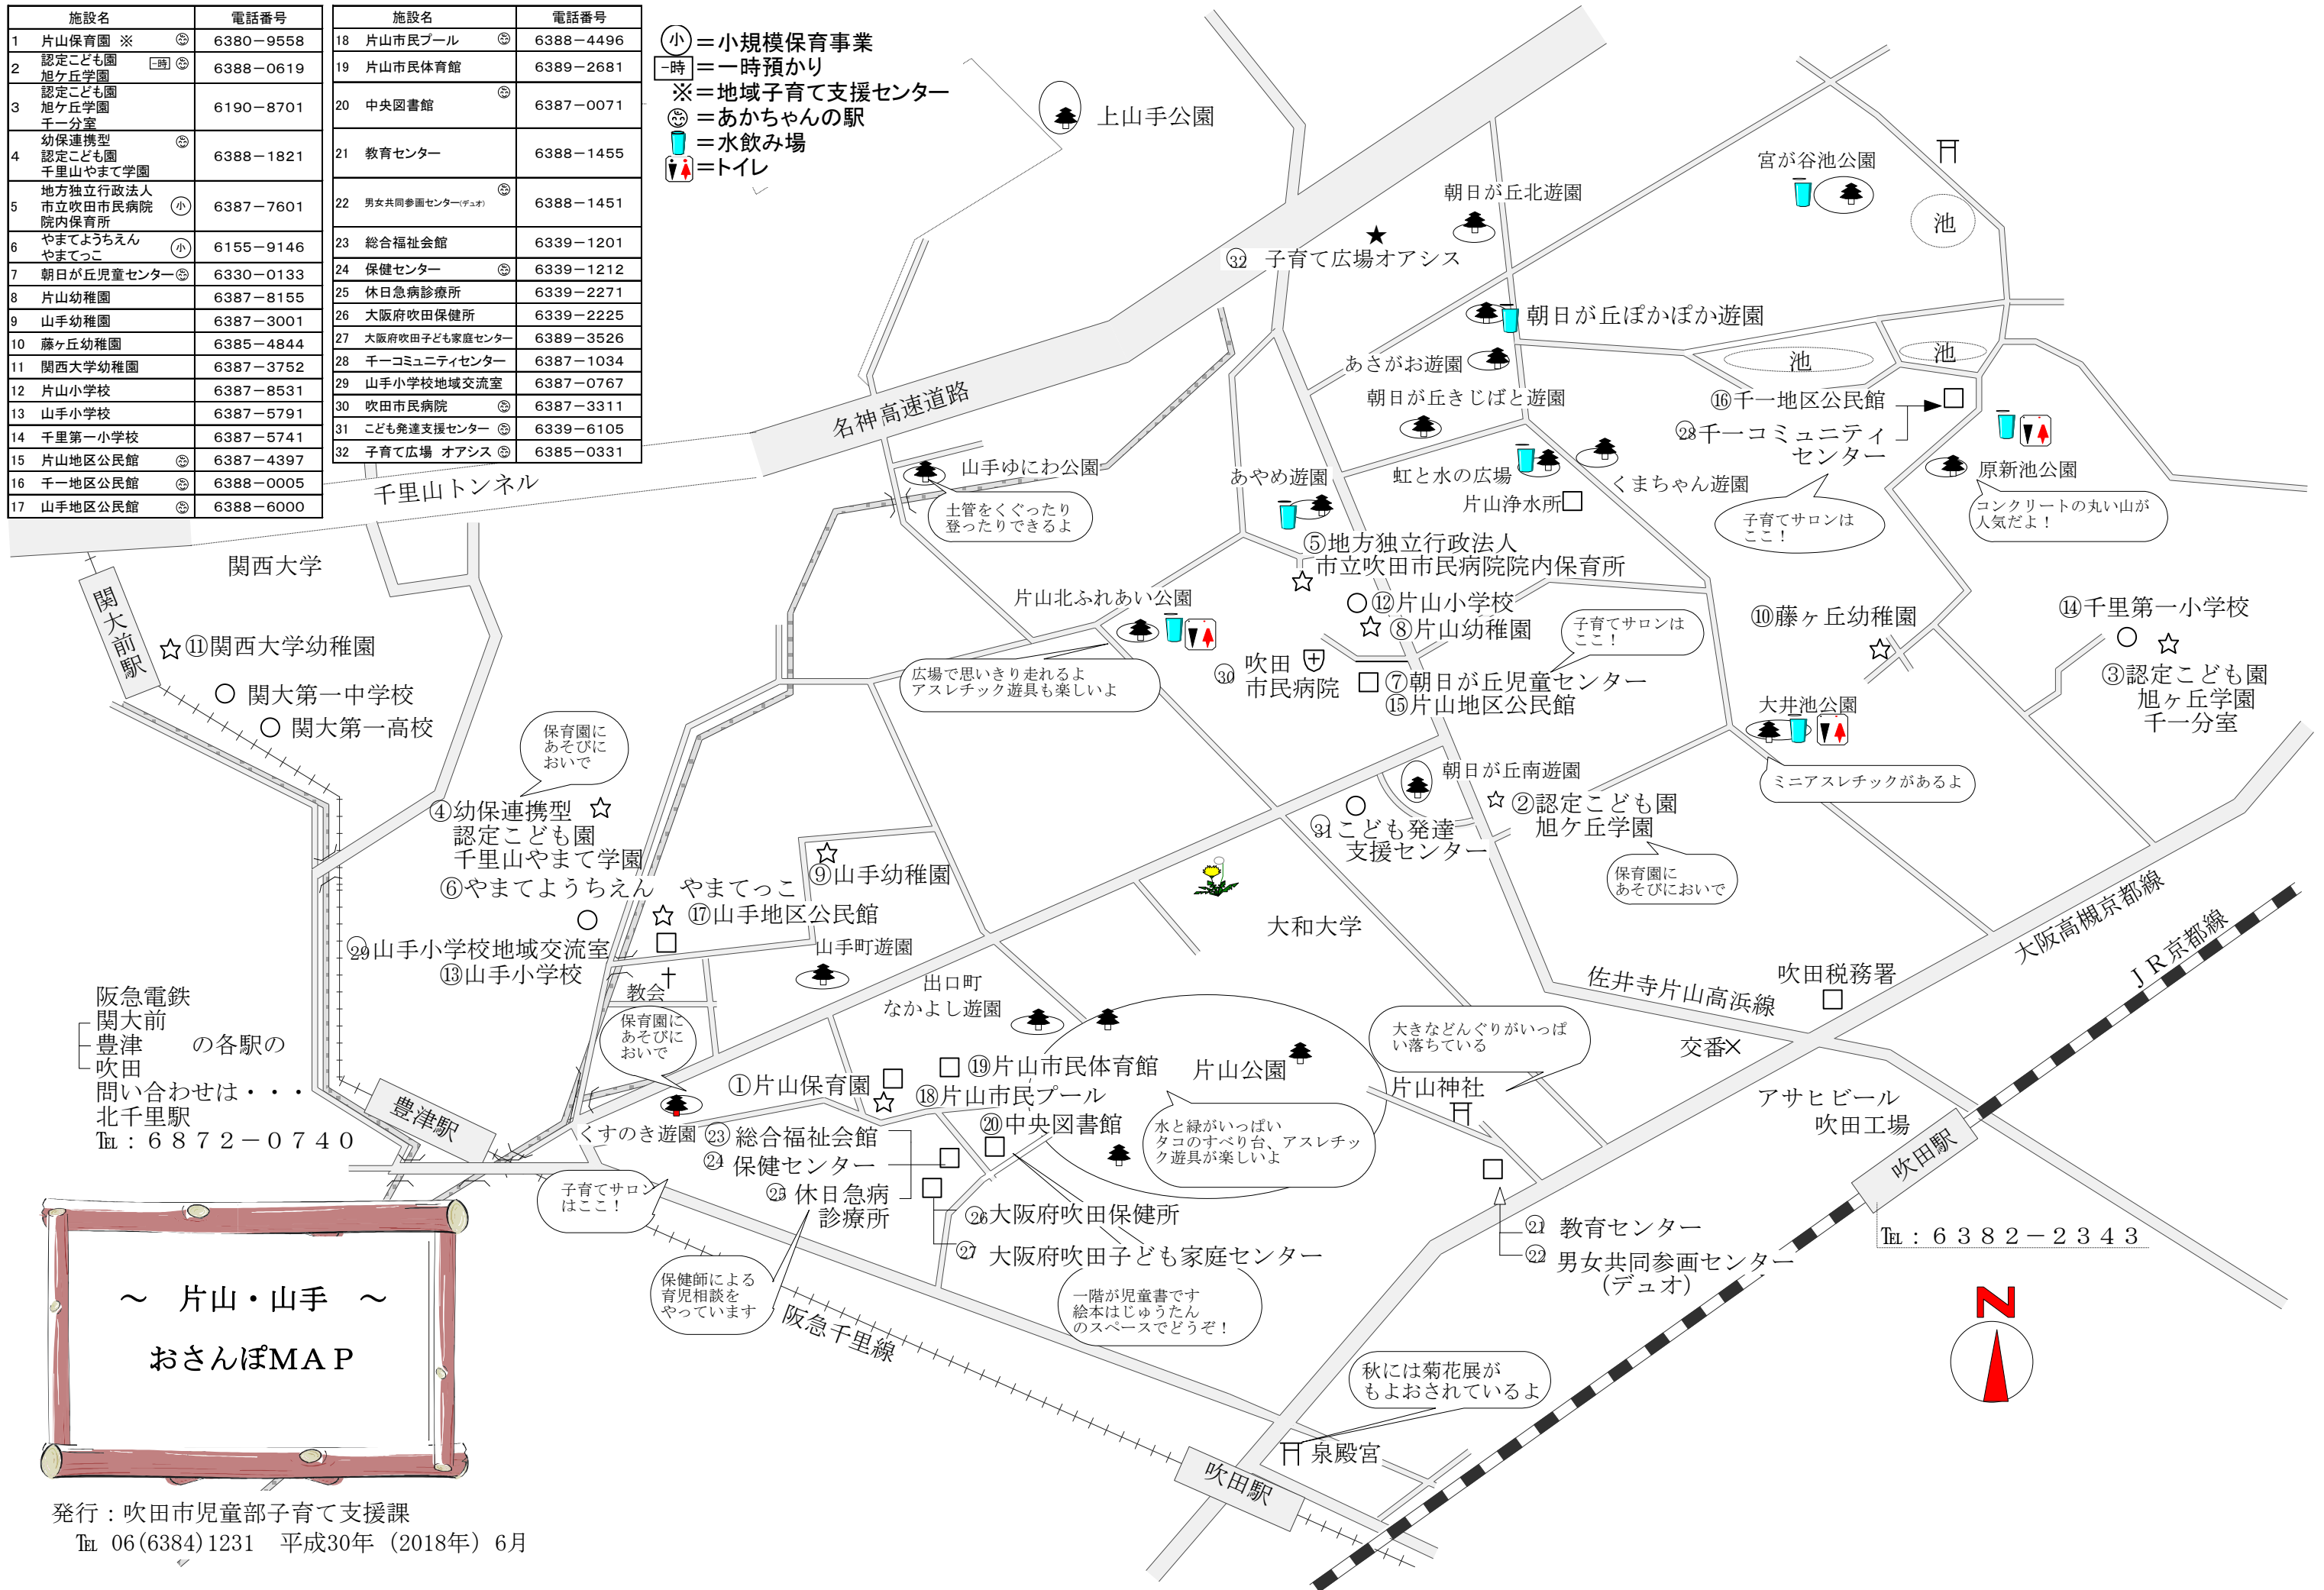 施設名 電話番号
1 片山保育園 ※ 6380-9558
2 認定こども園 旭ケ丘学園 一時 6388-0619
3 認定こども園 旭ケ丘学園 千一分室 6190-8701
4 幼保連携型 認定こども園 千里山やまて学園 6388-1821
5 地方独立行政法人 市立吹田市民病院 院内保育所 小 6387-7601
6 やまてようちえん やまてっこ 小 6155-9146
7 朝日が丘児童センター 6330-0133
8 片山幼稚園 6387-8155
9 山手幼稚園 6387-3001
10 藤ヶ丘幼稚園 6385-4844
11 関西大学幼稚園 6387-3752
12 片山小学校 6387-8531
13 山手小学校 6387-5791
14 千里第一小学校 6387-5741
15 片山地区公民館 6387-4397
16 千一地区公民館 6388-0005
17 山手地区公民館 6388-6000
施設名 電話番号
18 片山市民プール 6388-4496
19 片山市民体育館 6389-2681
20 中央図書館 6387-0071
21 教育センター 6388-1455
22 男女共同参画センター(デュオ) 6388-1451
23 総合福祉会館 6339-1201
24 保健センター 6339-1212
25 休日急病診療所 6339-2271
26 大阪府吹田保健所 6339-2225
27 大阪府吹田子ども家庭センター 6389-3526
28 千一コミュニティセンター 6387-1034
29 山手小学校地域交流室 6387-0767
30 吹田市民病院 6387-3311
31 こども発達支援センター 6339-6105
32 子育て広場 オアシス 6385-0331
小=小規模保育事業
一時=一時預かり
※=地域子育て支援センター
=あかちゃんの駅
=水飲み場
=トイレ
上山手公園
宮が谷池公園
朝日が丘北遊園
池
㉜ 子育て広場オアシス
朝日が丘ぽかぽか遊園
あさがお遊園
池
池
朝日が丘きじばと遊園
⑯千一地区公民館
㉘千一コミュニティ
センター
名神高速道路
千里山トンネル
山手ゆにわ公園
土管をくぐったり
登ったりできるよ
あやめ遊園
虹と水の広場
片山浄水所
くまちゃん遊園
原新池公園
子育てサロンは
ここ！
コンクリートの丸い山が
人気だよ！
関西大学
関大前駅
⑤地方独立行政法人
市立吹田市民病院院内保育所
片山北ふれあい公園
⑫片山小学校
⑧片山幼稚園
子育てサロンは
ここ！
⑩藤ヶ丘幼稚園
⑭千里第一小学校
⑪関西大学幼稚園
広場で思いきり走れるよ
アスレチック遊具も楽しいよ
㉚ 吹田
市民病院
⑦朝日が丘児童センター
⑮片山地区公民館
③認定こども園
旭ヶ丘学園
千一分室
関大第一中学校
関大第一高校
大井池公園
ミニアスレチックがあるよ
保育園に
あそびに
おいで
④幼保連携型
認定こども園
千里山やまて学園
朝日が丘南遊園
②認定こども園
旭ケ丘学園
㉛こども発達
支援センター
保育園に
あそびにおいで
⑥やまてようちえん やまてっこ
⑨山手幼稚園
⑰山手地区公民館
㉙山手小学校地域交流室
⑬山手小学校
山手町遊園
教会
大和大学
大阪高槻京都線
JR京都線
佐井寺片山高浜線
吹田税務署
交番
出口町
なかよし遊園
阪急電鉄
関大前
豊津 の各駅の
吹田
問い合わせは・・・
北千里駅
℡：６８７２－０７４０
保育園に
あそびに
おいで
大きなどんぐりがいっぱ
い落ちている
①片山保育園
⑲片山市民体育館
⑱片山市民プール
片山公園
片山神社
アサヒビール
吹田工場
豊津駅
くすのき遊園
⑳中央図書館
水と緑がいっぱい
タコのすべり台、アスレチッ
ク遊具が楽しいよ
㉓ 総合福祉会館
㉔ 保健センター
㉕ 休日急病
診療所
子育てサロン
はここ！
㉖大阪府吹田保健所
㉗ 大阪府吹田子ども家庭センター
㉑ 教育センター
㉒ 男女共同参画センター
(デュオ)
吹田駅
℡：６３８２－２３４３
保健師による
育児相談を
やっています
一階が児童書です
絵本はじゅうたん
のスペースでどうぞ！
阪急千里線
秋には菊花展が
もよおされているよ
泉殿宮
吹田駅
N
～ 片山・山手 ～
おさんぽMAP
発行：吹田市児童部子育て支援課
℡ 06(6384)1231 平成30年（2018年）6月